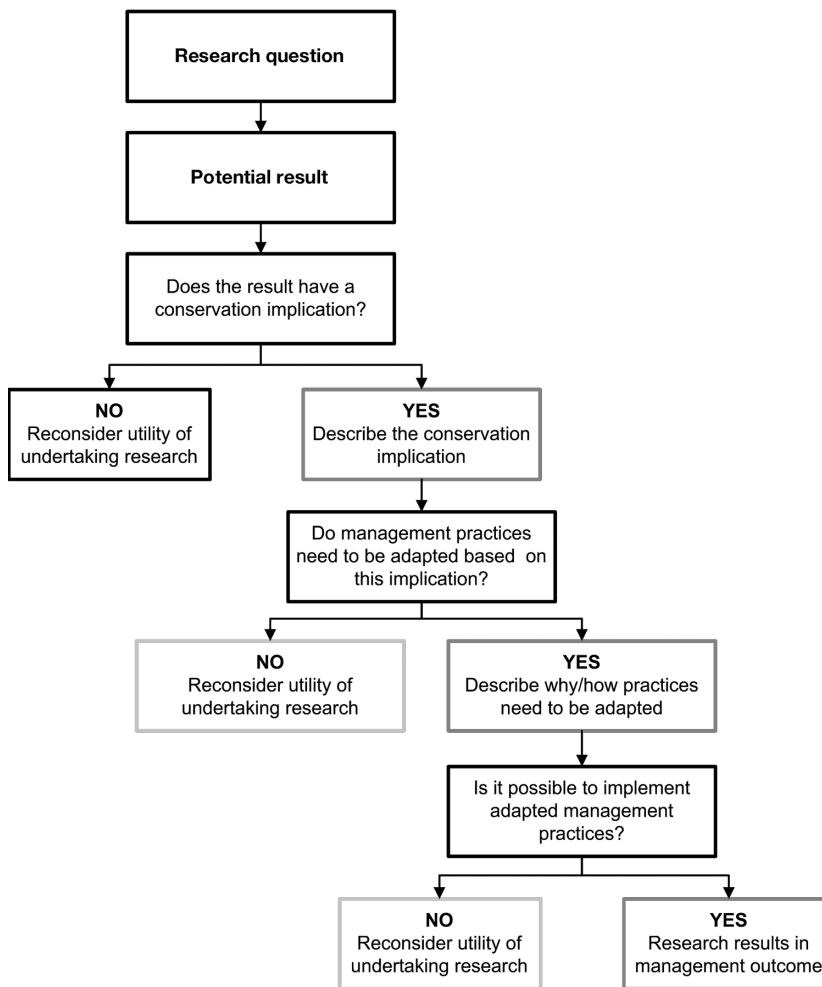 Research question
Potential result
Does the result have a
conservation implication?
NO
Reconsider utility of
undertaking research
YES
Describe the conservation
implication
Do management practices
need to be adapted based on
this implication?
NO
Reconsider utility of
undertaking research
YES
Describe why/how practices
need to be adapted
Is it possible to implement
adapted management
practices?
NO
Reconsider utility of
undertaking research
YES
Research results in
management outcome